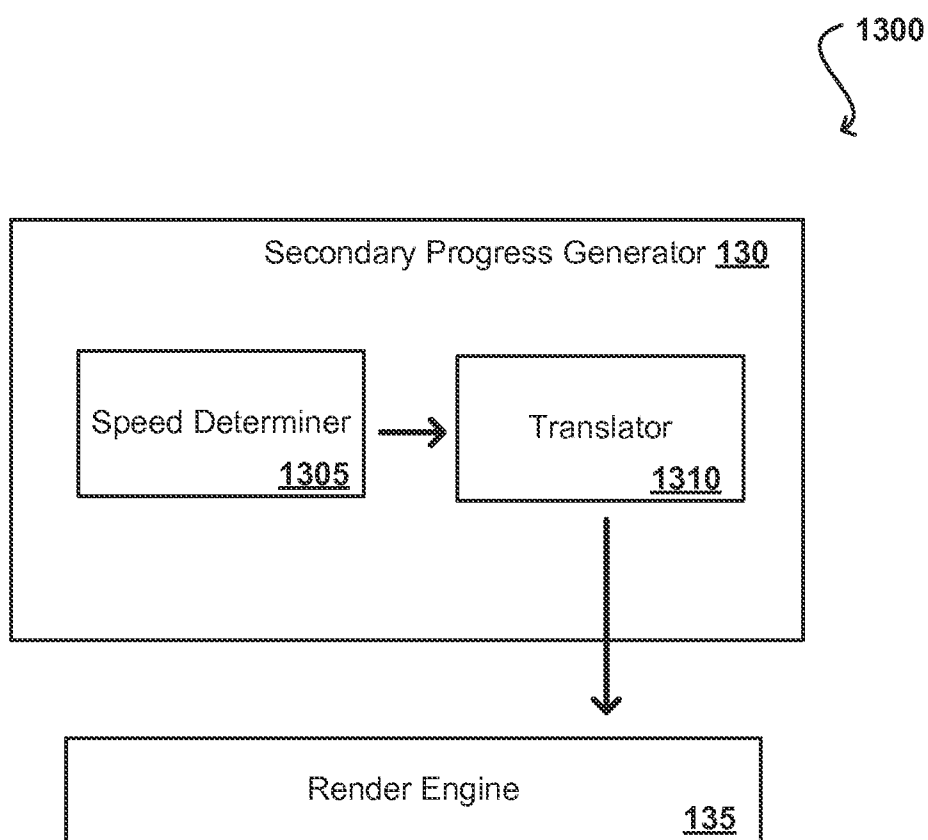 1300
Secondary Progress Generator 130
Speed Determiner
1305
Translator
1310
Render Engine
135